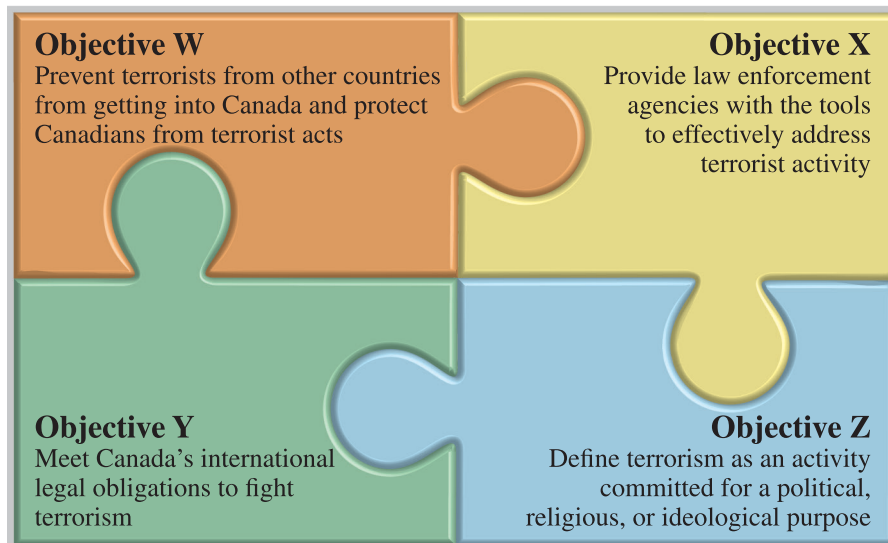 Objective W
Prevent terrorists from other countries
from getting into Canada and protect
Canadians from terrorist acts
Objective X
Provide law enforcement
agencies with the tools
to effectively address
terrorist activity
Objective Y
Meet Canada's international
legal obligations to fight
terrorism
Objective Z
Define terrorism as an activity
committed for a political,
religious, or ideological purpose